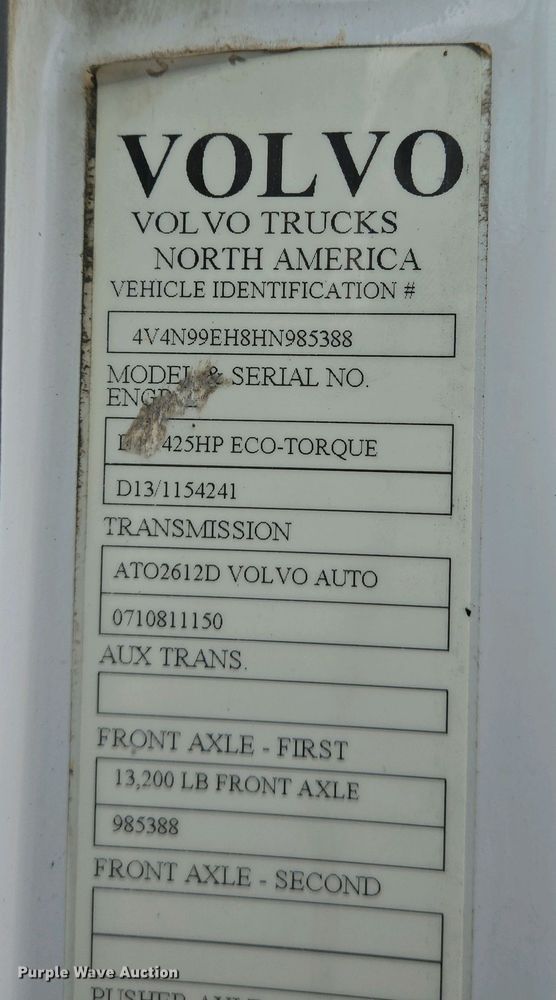 VOLVO
VOLVO TRUCKS
NORTH AMERICA
VEHICLE IDENTIFICATION #
4V4N99EH8HN985388
MODEL & SERIAL NO.
425HP ECO-TORQUE
D13/1154241
TRANSMISSION
ATO2612D VOLVO AUTO
0710811150
AUX TRANS.
FRONT AXLE - FIRST
13,200 LB FRONT AXLE
985388
FRONT AXLE - SECOND
Purple Wave Auction